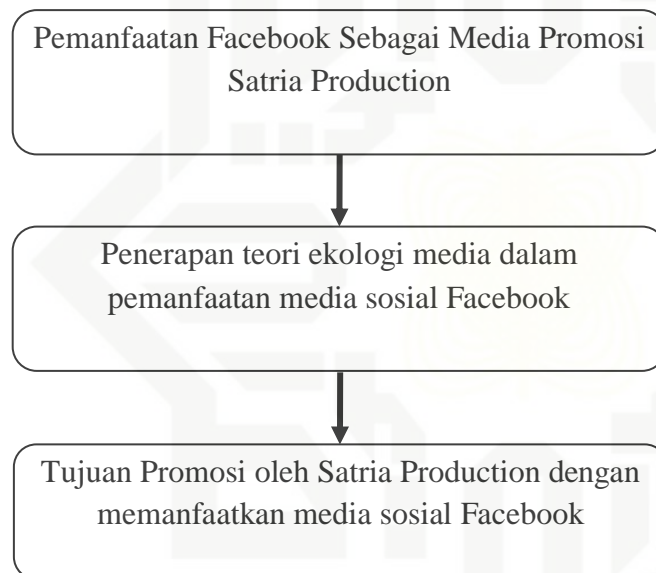 Pemanfaatan Facebook Sebagai Media Promosi
Satria Production
Penerapan teori ekologi media dalam
pemanfaatan media sosial Facebook
Tujuan Promosi oleh Satria Production dengan
memanfaatkan media sosial Facebook